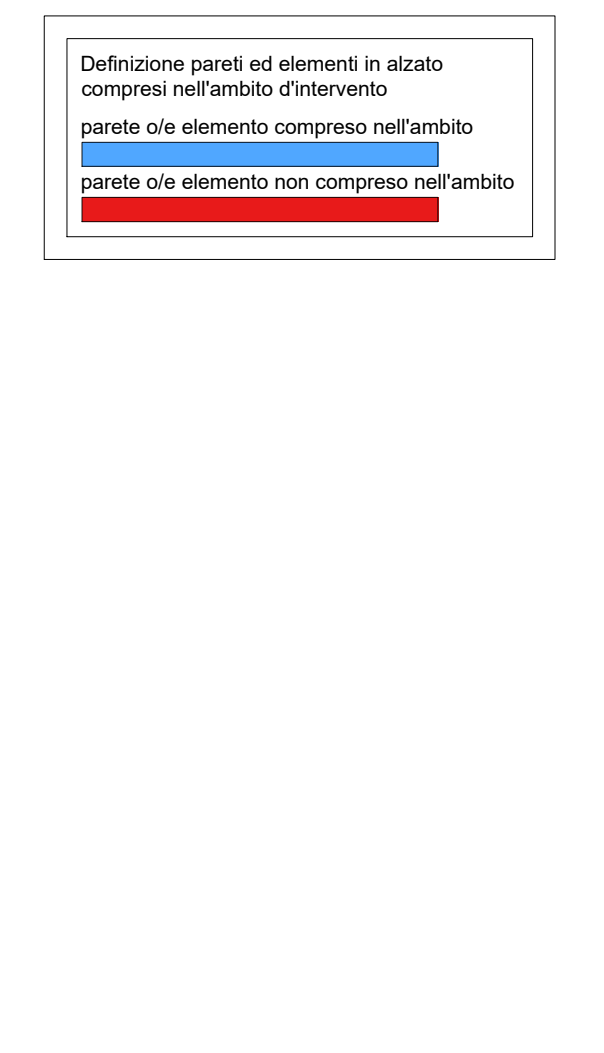 Definizione pareti ed elementi in alzato
compresi nell'ambito d'intervento
parete o/e elemento compreso nell'ambito
parete o/e elemento non compreso nell'ambito